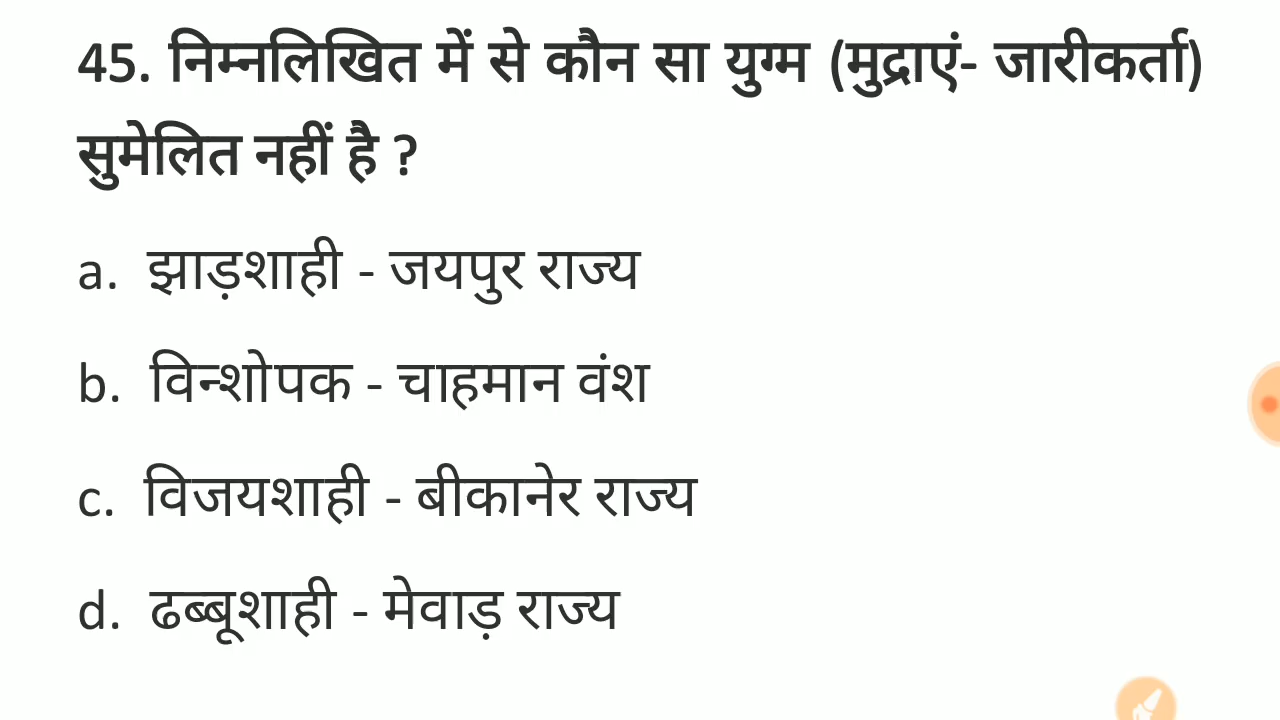 45. निम्नलिखित में से कौन सा युग्म (मुद्राएं- जारीकर्ता)
सुमेलित नहीं है ?
a. झाड़शाही - जयपुर राज्य
b. विन्शोपक - चाहमान वंश
c. विजयशाही - बीकानेर राज्य
d. ढब्बूशाही - मेवाड़ राज्य